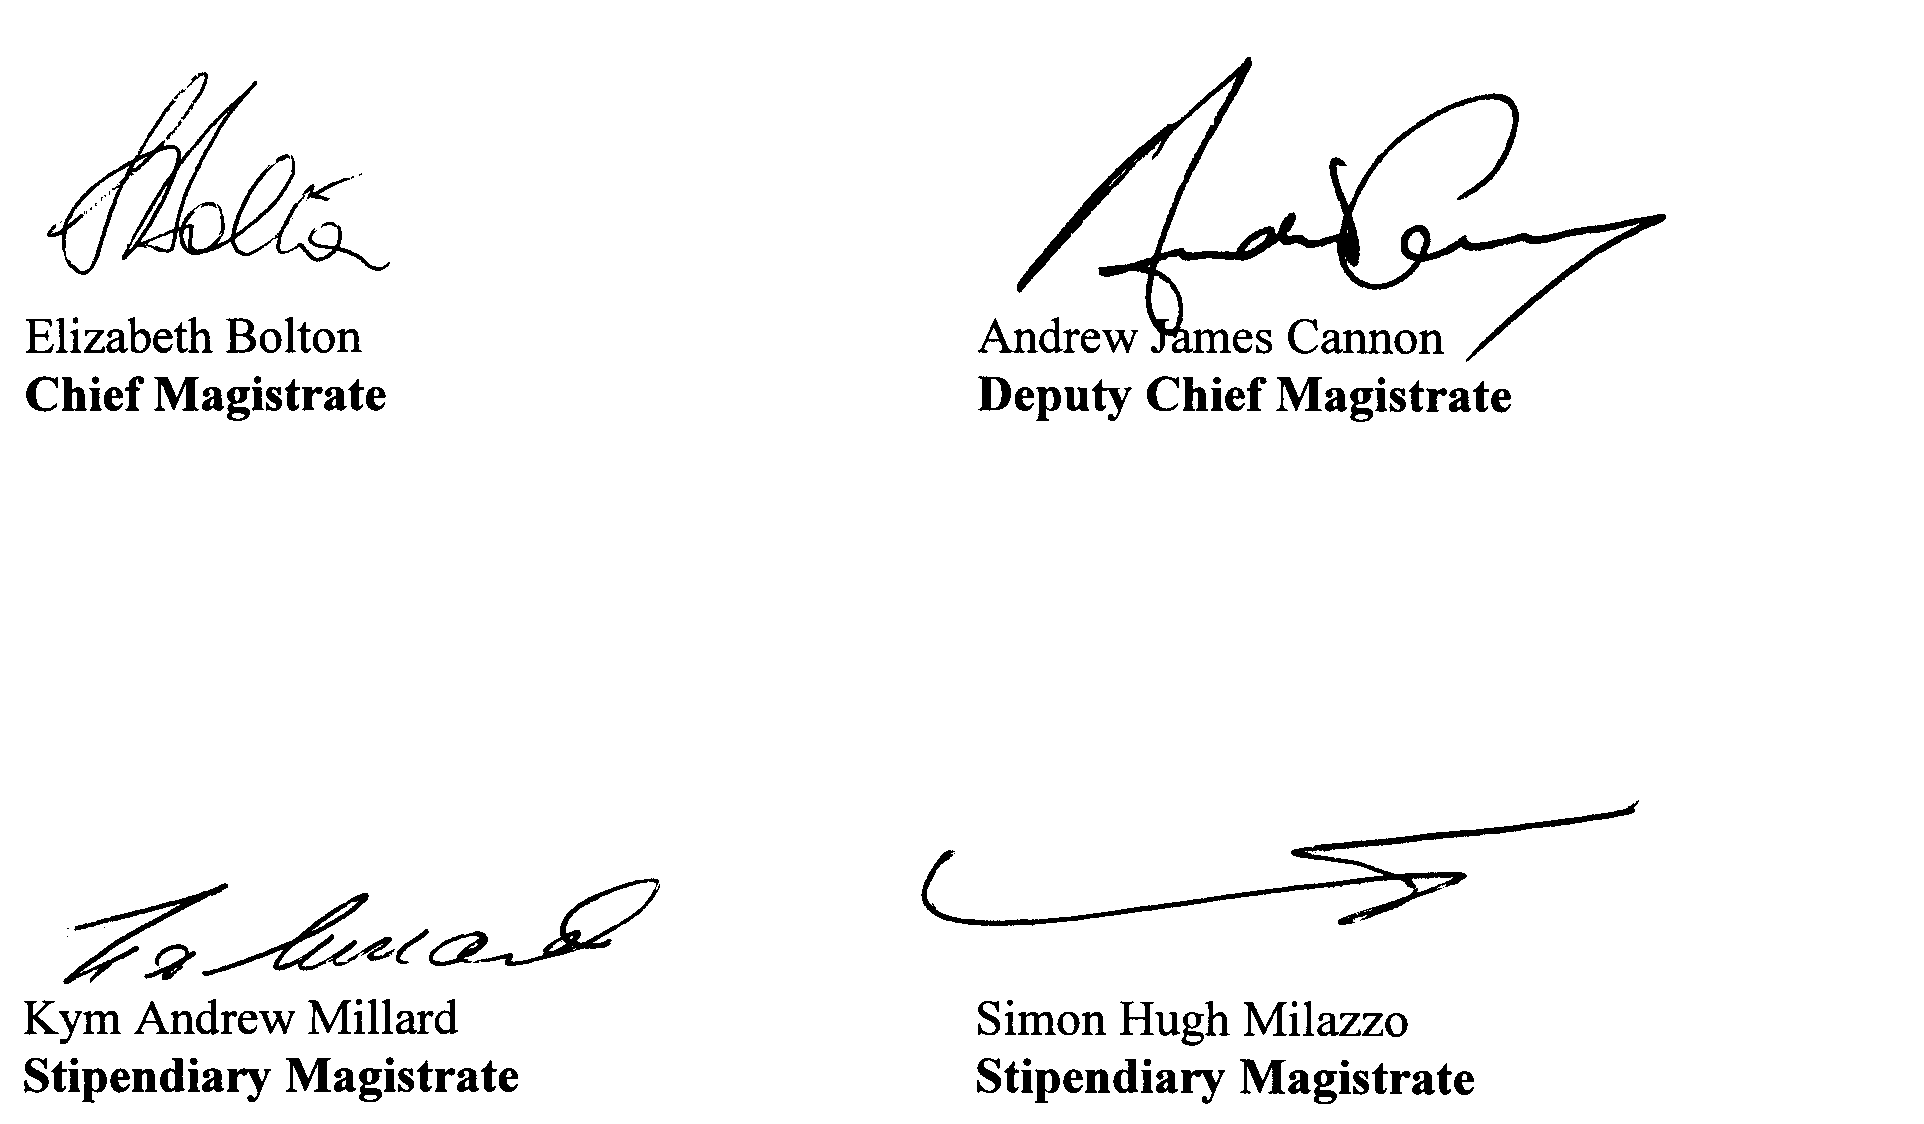 Elizabeth Bolton
Chief Magistrate
Andrew James Cannon
Deputy Chief Magistrate
Kym Andrew Millard
Stipendiary Magistrate
Simon Hugh Milazzo
Stipendiary Magistrate